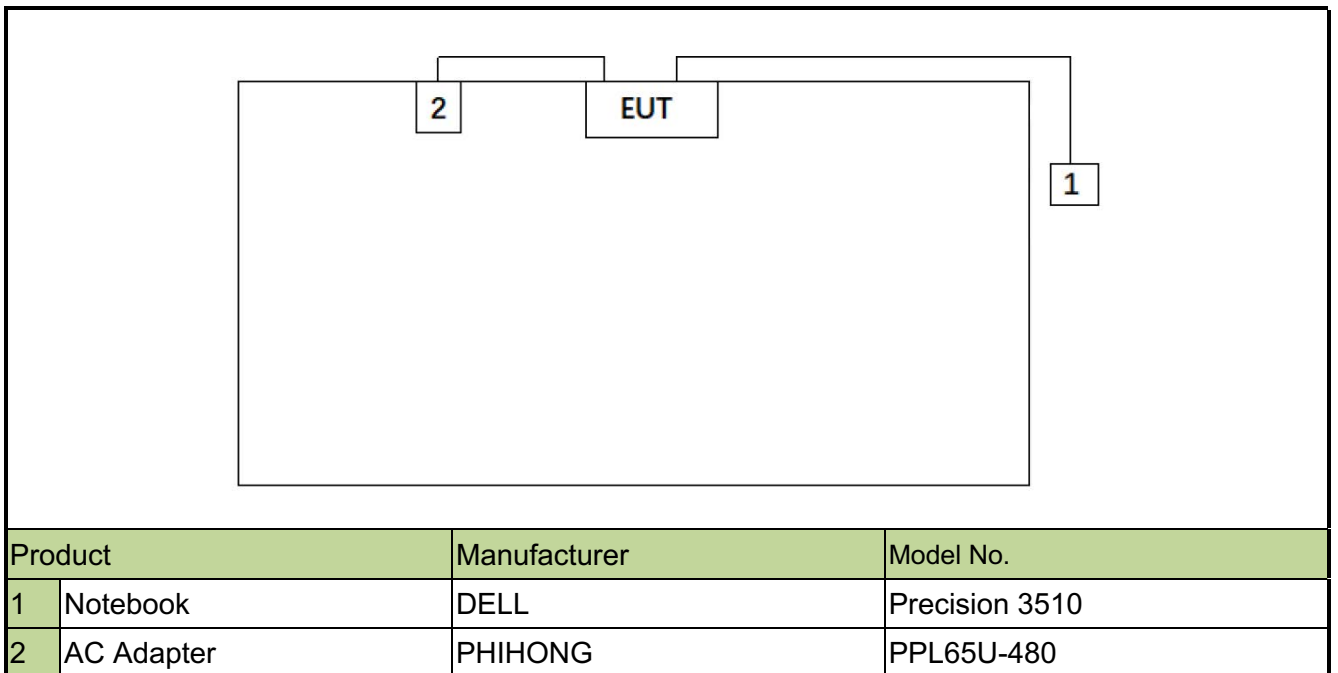 2 EUT
1
Product Manufacturer Model No.
1 Notebook DELL Precision 3510
2 AC Adapter PHIHONG PPL65U-480